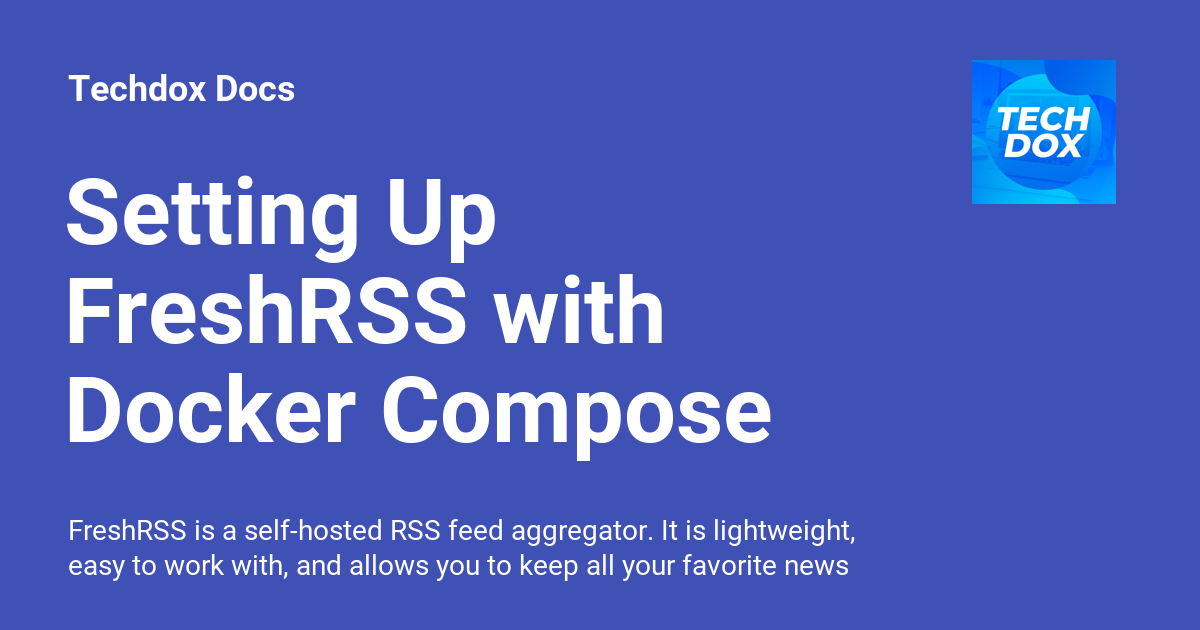 Techdox Docs
TECH
DOX
Setting Up
FreshRSS with
Docker Compose
FreshRSS is a self-hosted RSS feed aggregator. It is lightweight,
easy to work with, and allows you to keep all your favorite news